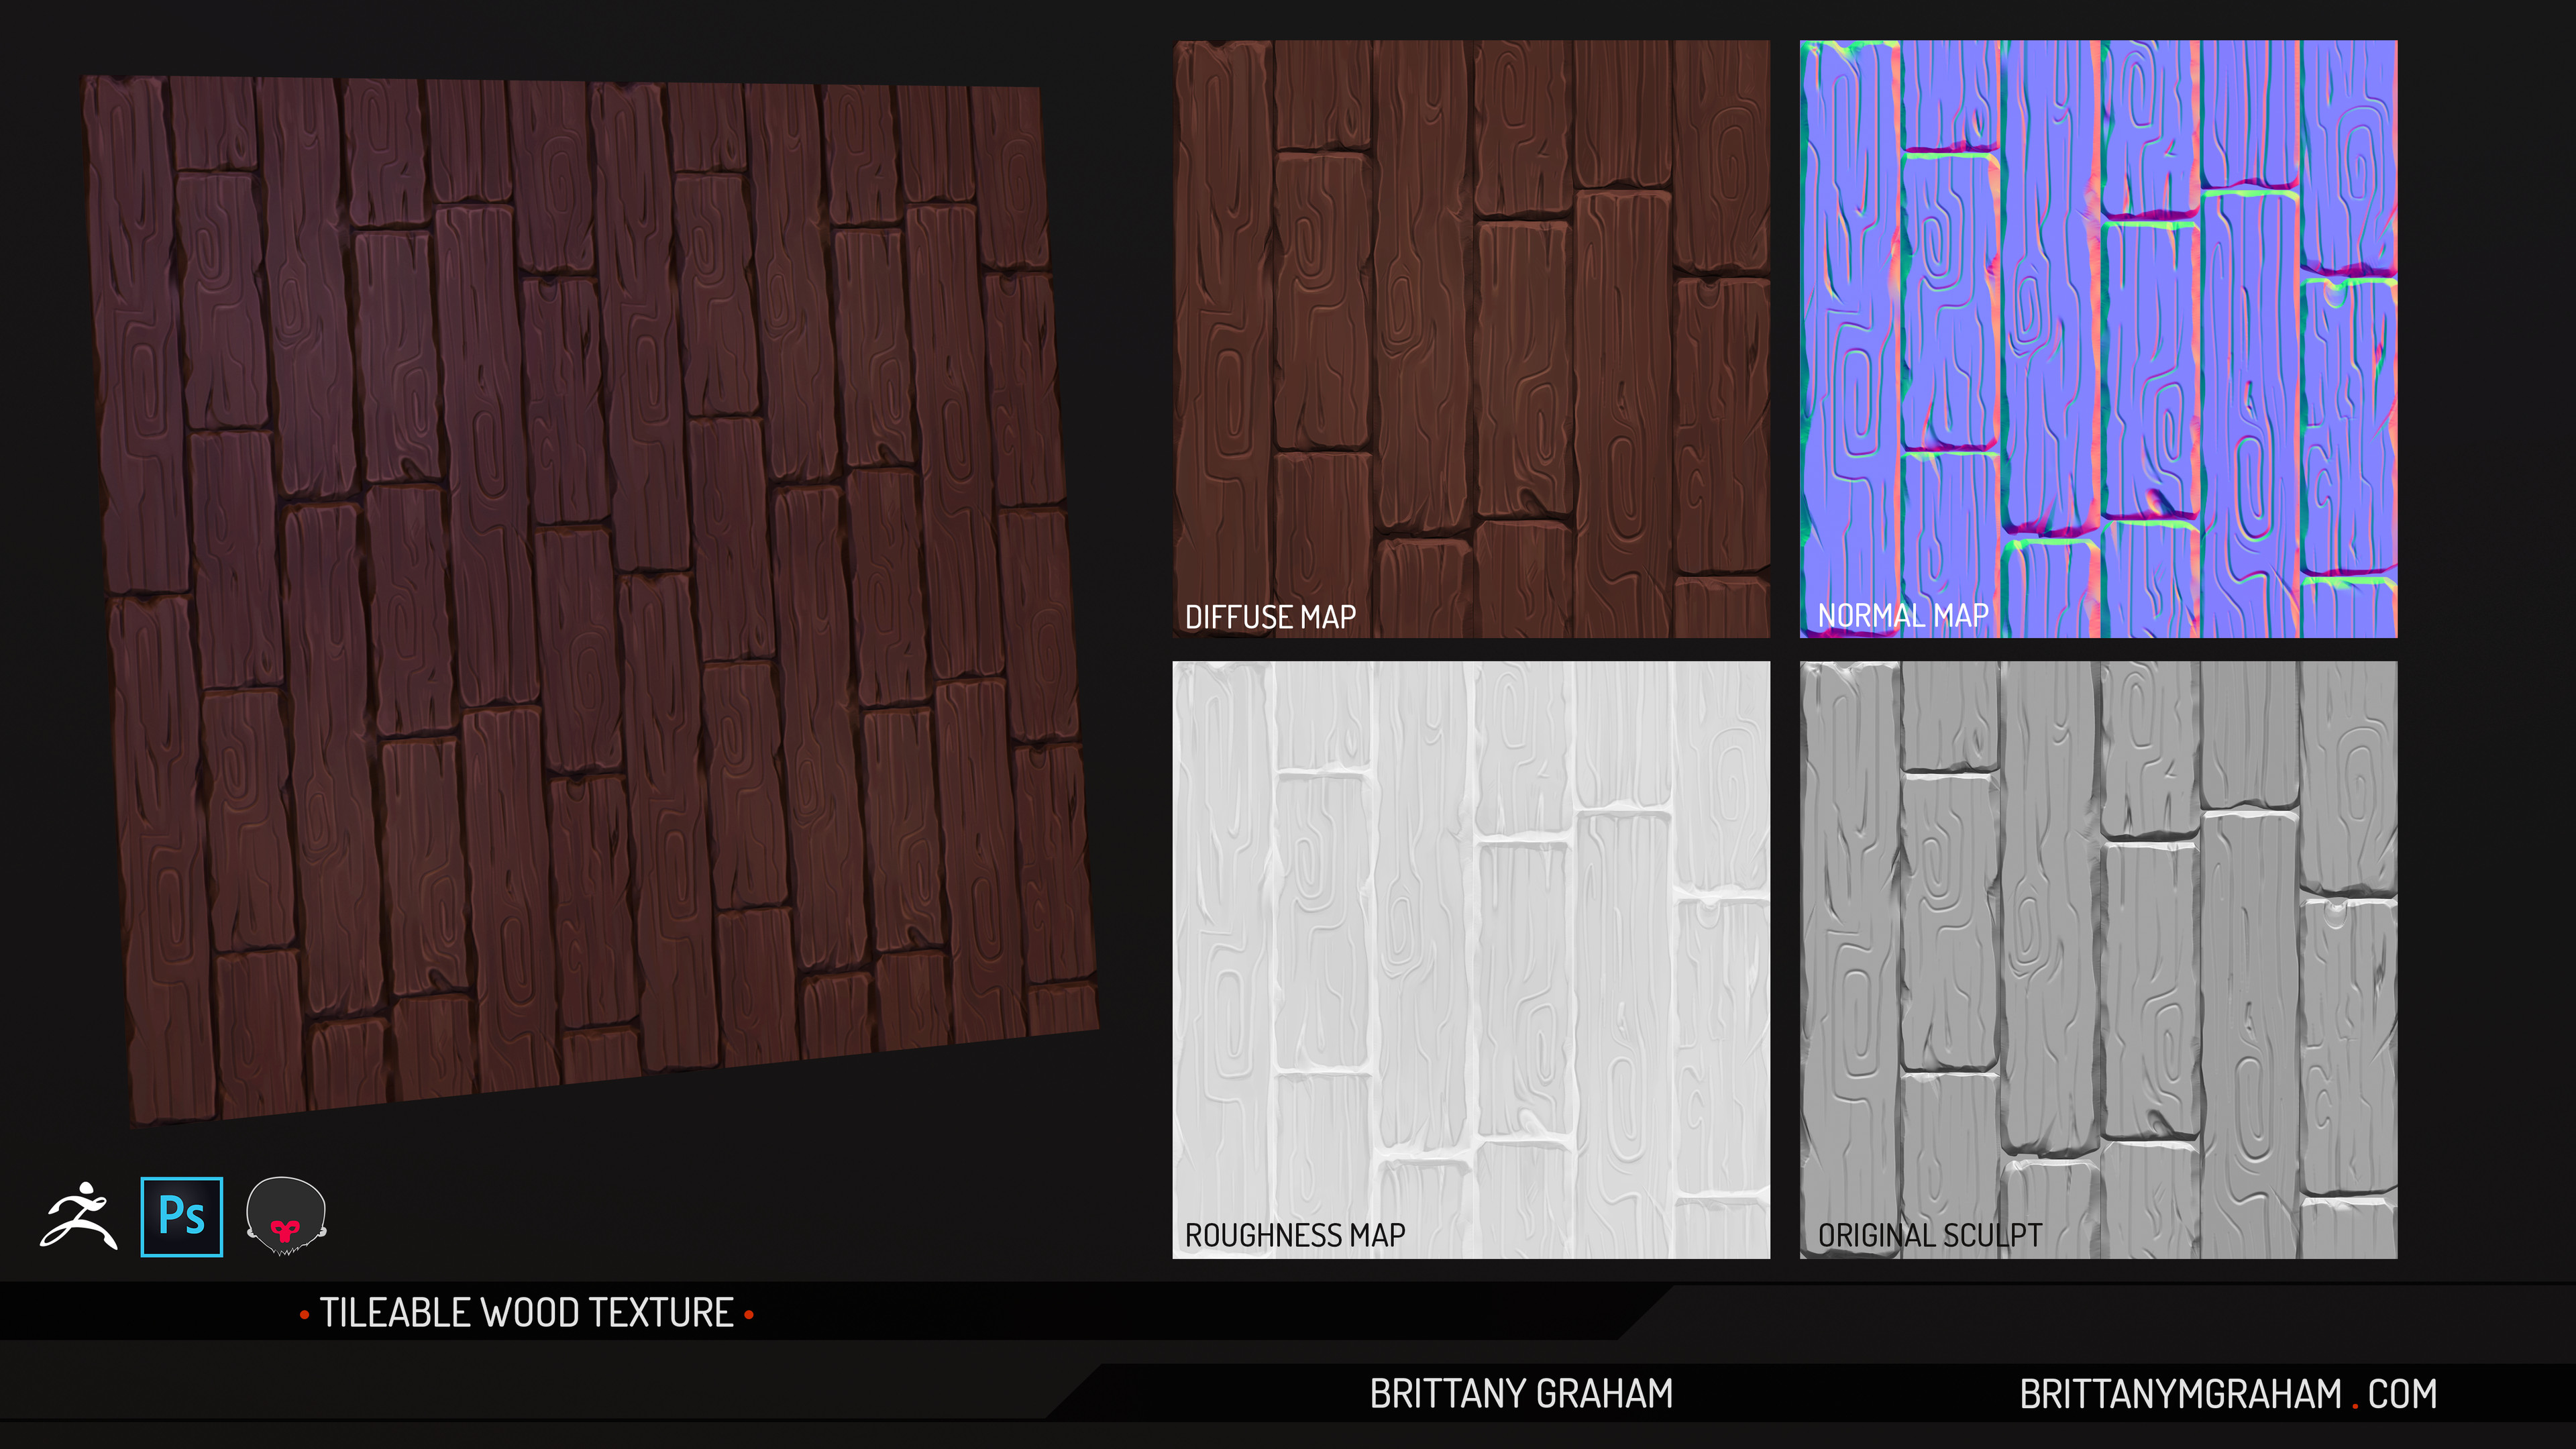 DIFFUSE MAP
NORMAL MAP
ROUGHNESS MAP
ORIGINAL SCULPT
Ps
• TILEABLE WOOD TEXTURE •
BRITTANY GRAHAM
BRITTANYMGRAHAM . COM